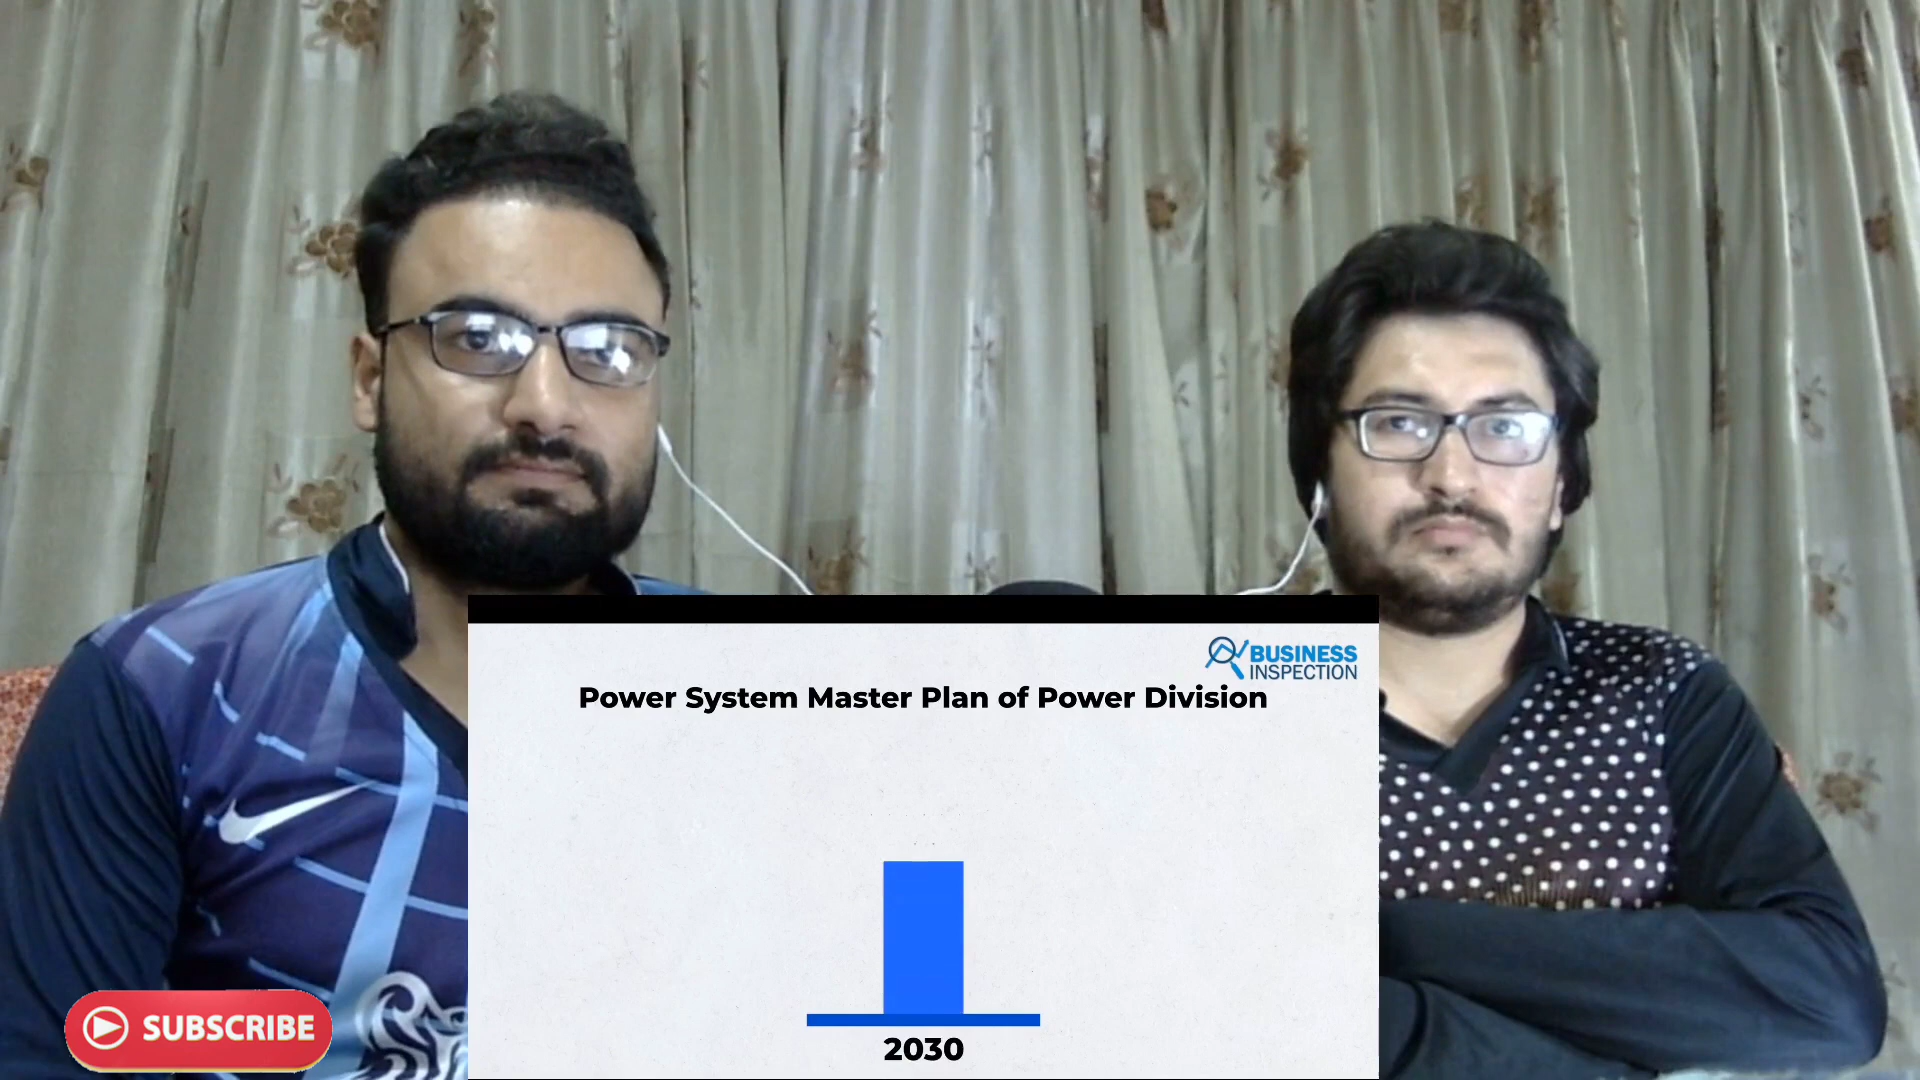 BUSINESS
INSPECTION
Power System Master Plan of Power Division
2030
SUBSCRIBE